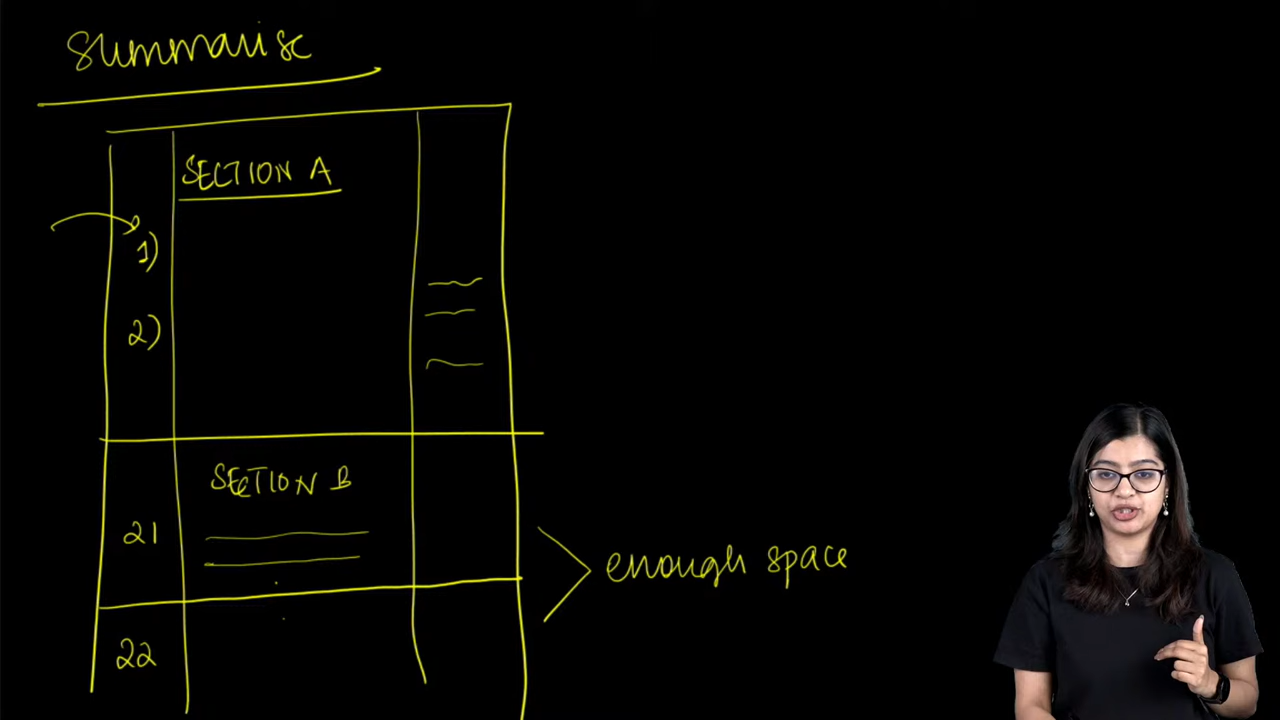 summarise
SECTION A
1)
2)
SECTION B
21
enough space
22